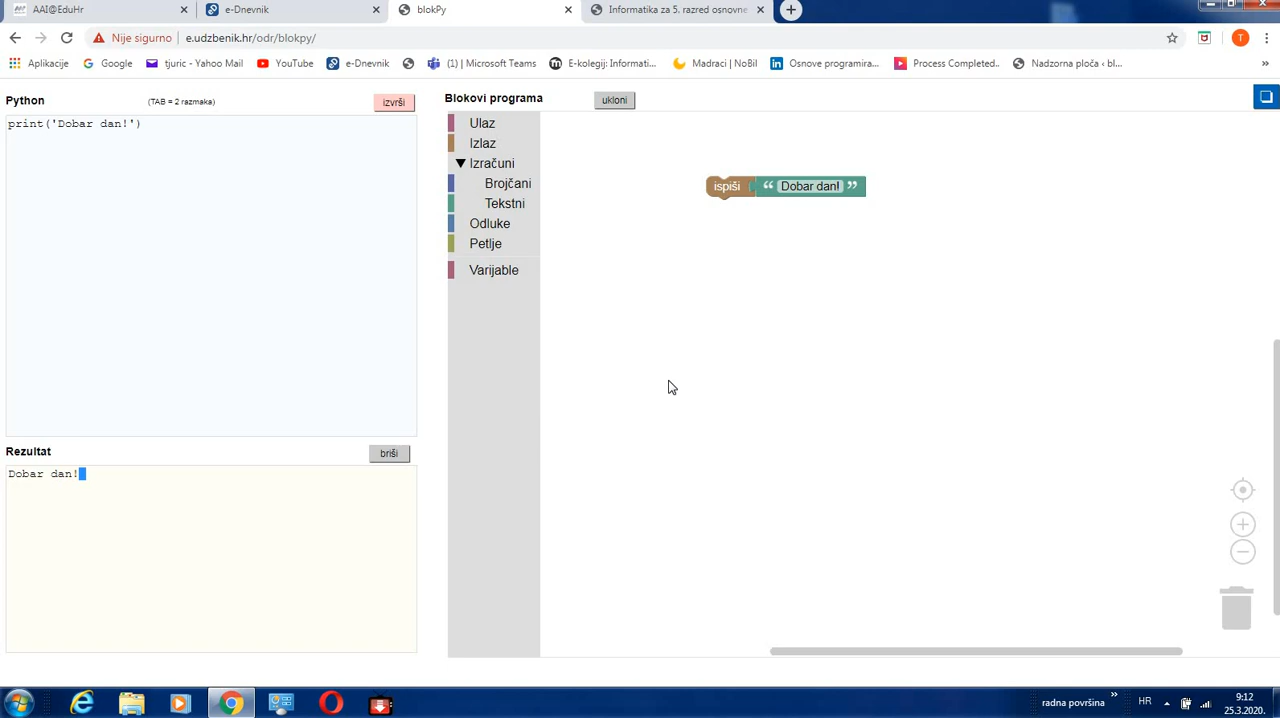 AAI@EduHr
e-Dnevnik
blokPy
Informatika za 5. razred osnovne
Nije sigurno
e.udzbenik.hr/odr/blokpy/
T
Aplikacije
Google
tjuric - Yahoo Mail
YouTube
e-Dnevnik
(1) | Microsoft Teams
E-kolegij: Informati...
Madraci | NoBil
Osnove programira...
Process Completed..
Nadzorna ploča ‹ bl...
»
Python
(TAB = 2 razmaka)
izvrši
print('Dobar dan!')
Blokovi programa
ukloni
Ulaz
Izlaz
Izračuni
Brojčani
Tekstni
Odluke
Petlje
Varijable
ispiši “ Dobar dan! ”
Rezultat
briši
Dobar dan!
radna površina
»
HR
9:12
25.3.2020.